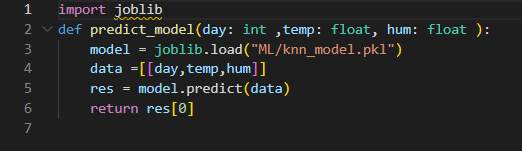 1 import joblib
2 def predict_model(day: int ,temp: float, hum: float ):
3     model = joblib.load("ML/knn_model.pkl")
4     data =[[day,temp,hum]]
5     res = model.predict(data)
6     return res[0]
7